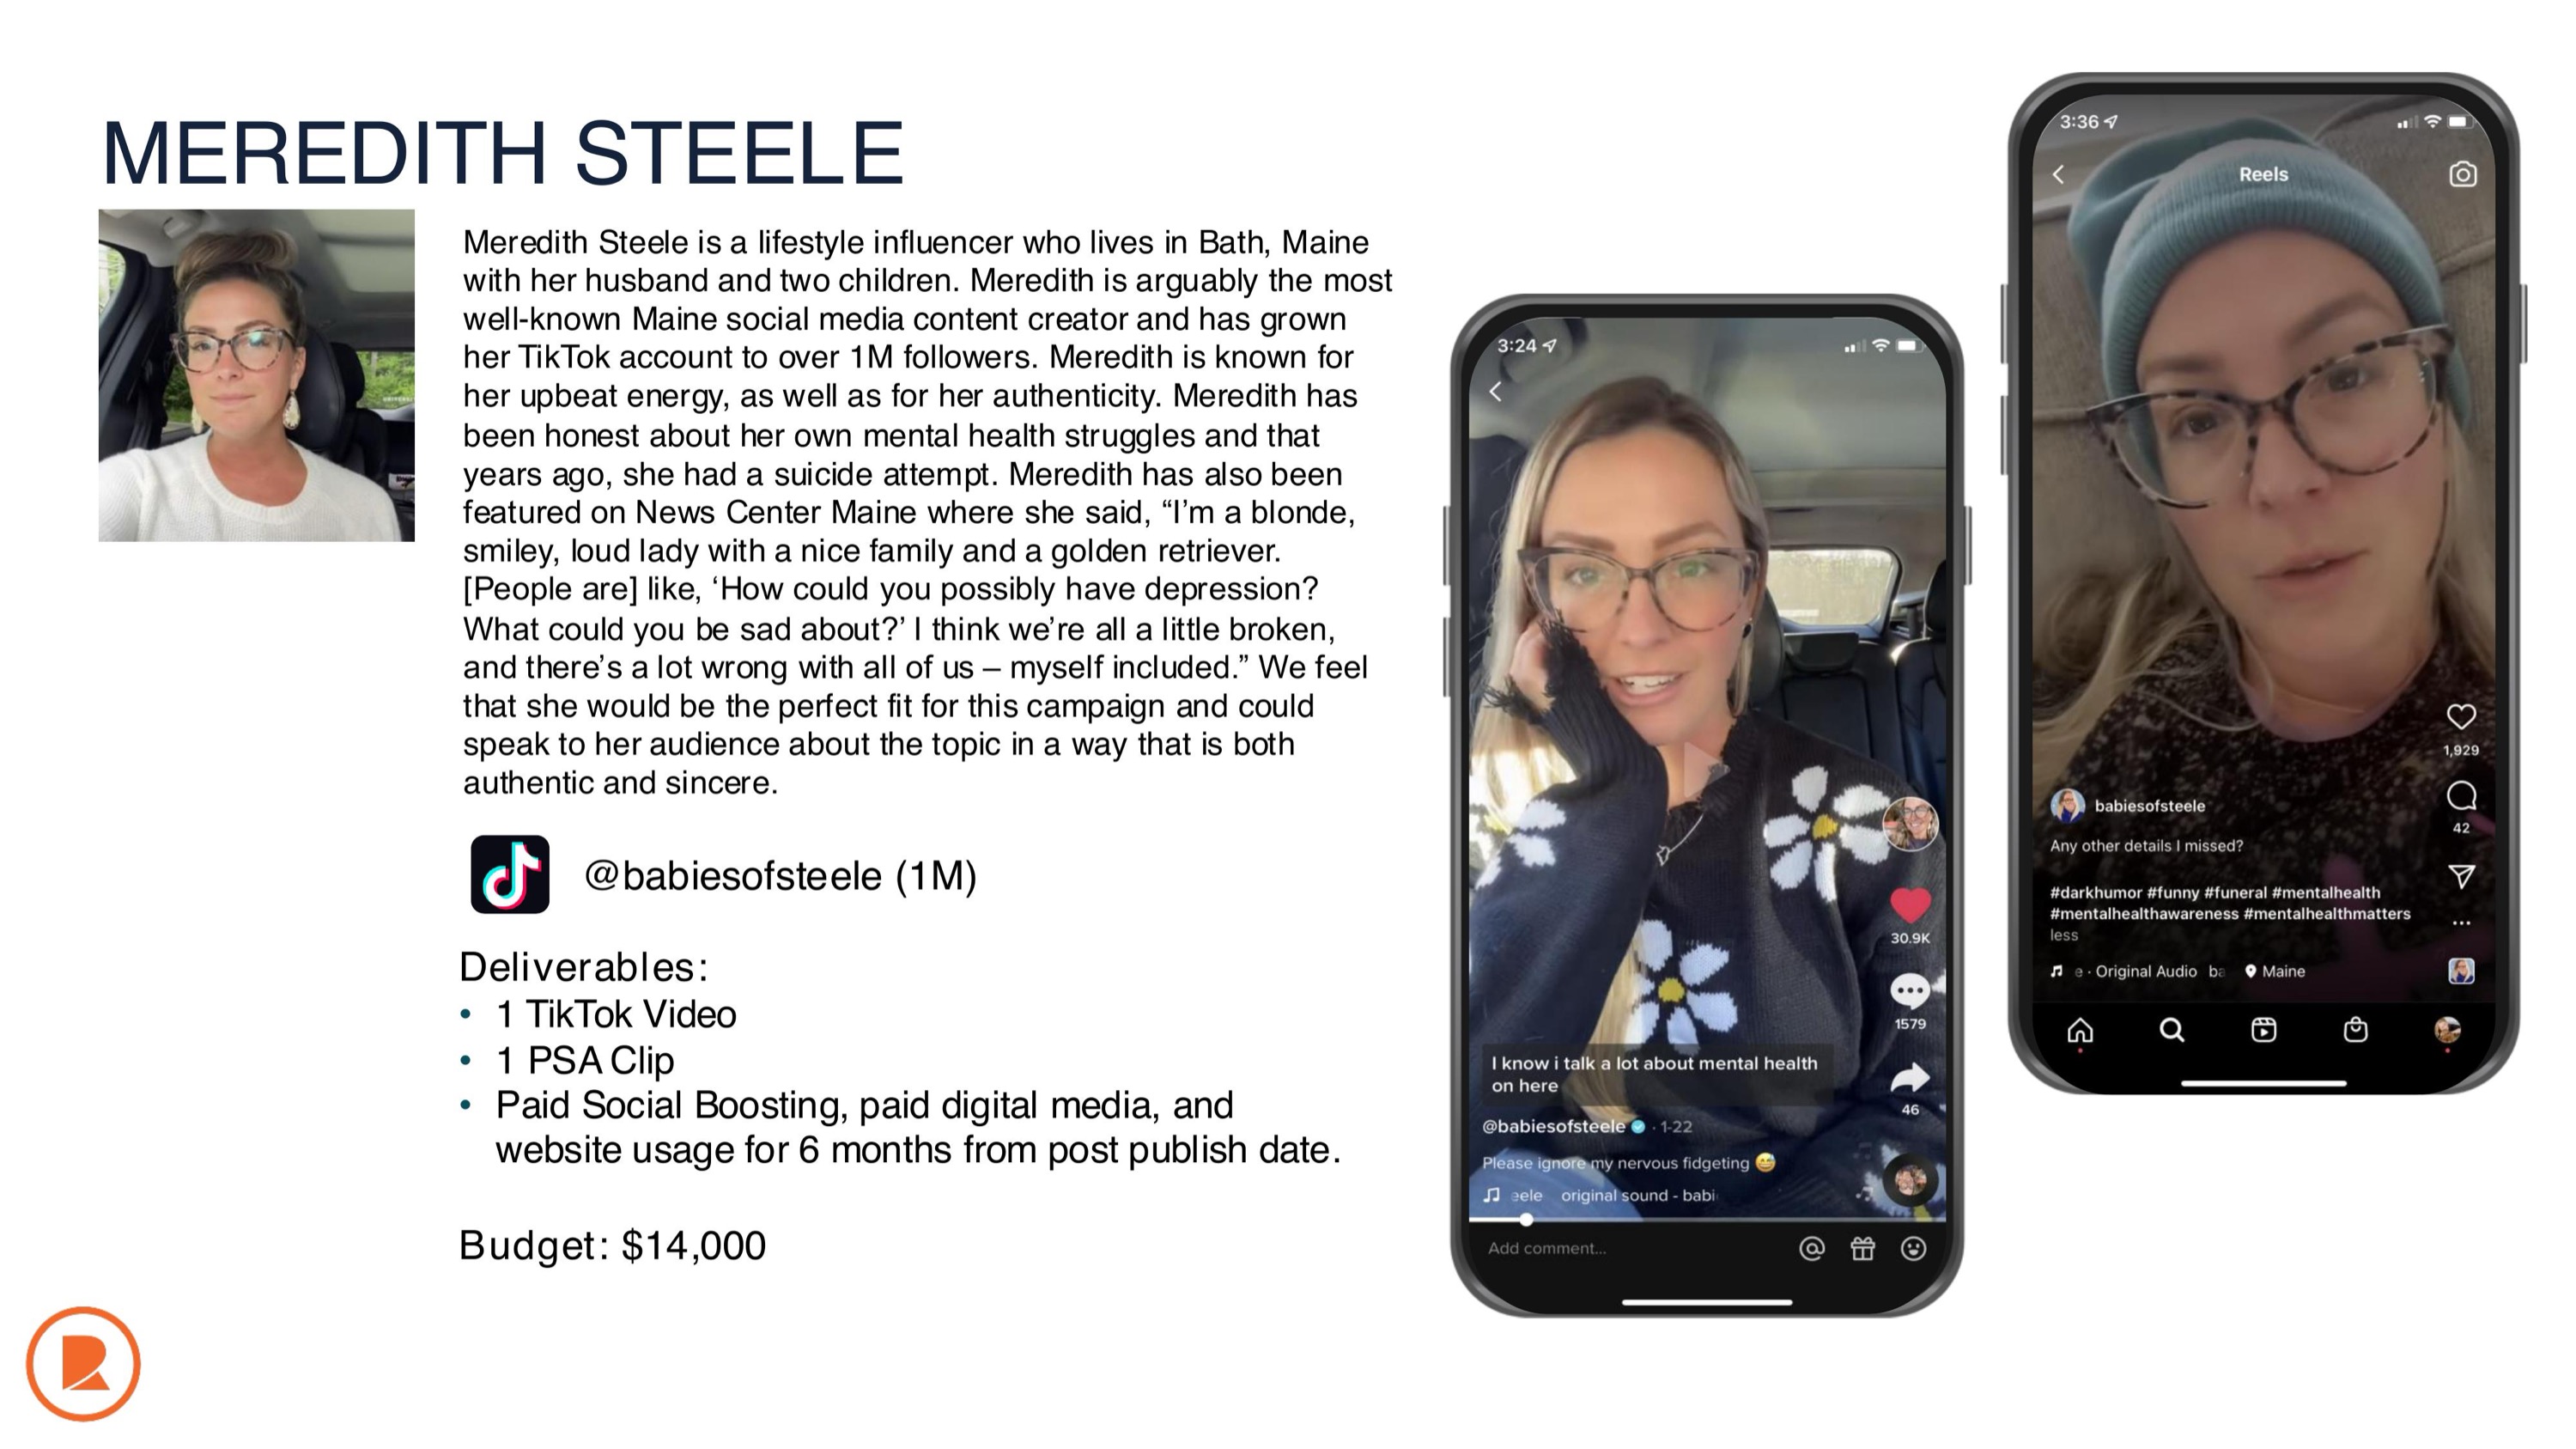 MEREDITH STEELE
Meredith Steele is a lifestyle influencer who lives in Bath, Maine
with her husband and two children. Meredith is arguably the most
well-known Maine social media content creator and has grown
her TikTok account to over 1M followers. Meredith is known for
her upbeat energy, as well as for her authenticity. Meredith has
been honest about her own mental health struggles and that
years ago, she had a suicide attempt. Meredith has also been
featured on News Center Maine where she said, “I’m a blonde,
smiley, loud lady with a nice family and a golden retriever.
[People are] like, ‘How could you possibly have depression?
What could you be sad about?’ I think we’re all a little broken,
and there’s a lot wrong with all of us – myself included.” We feel
that she would be the perfect fit for this campaign and could
speak to her audience about the topic in a way that is both
authentic and sincere.
@babiesofsteele (1M)
Deliverables:
• 1 TikTok Video
• 1 PSA Clip
• Paid Social Boosting, paid digital media, and
website usage for 6 months from post publish date.
Budget: $14,000
3:24
30.9K
1579
46
I know i talk a lot about mental health
on here
@babiesofsteele · 1-22
Please ignore my nervous fidgeting 😅
eele original sound - babi
Add comment...
3:36
Reels
1,929
42
babiesofsteele
Any other details I missed?
#darkhumor #funny #funeral #mentalhealth
#mentalhealthawareness #mentalhealthmatters
less
e · Original Audio ba Maine
R